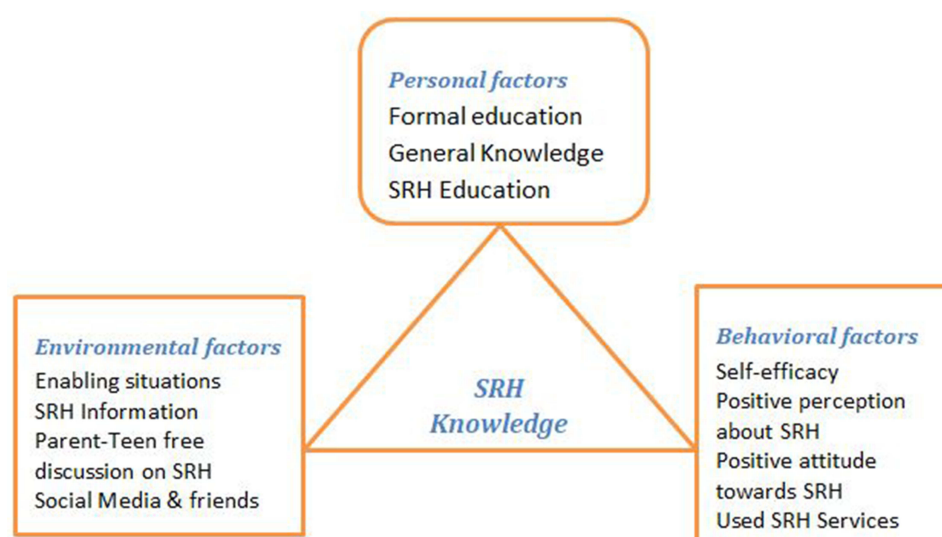 Personal factors
Formal education
General Knowledge
SRH Education
Environmental factors
Enabling situations
SRH Information
Parent-Teen free
discussion on SRH
Social Media & friends
SRH
Knowledge
Behavioral factors
Self-efficacy
Positive perception
about SRH
Positive attitude
towards SRH
Used SRH Services